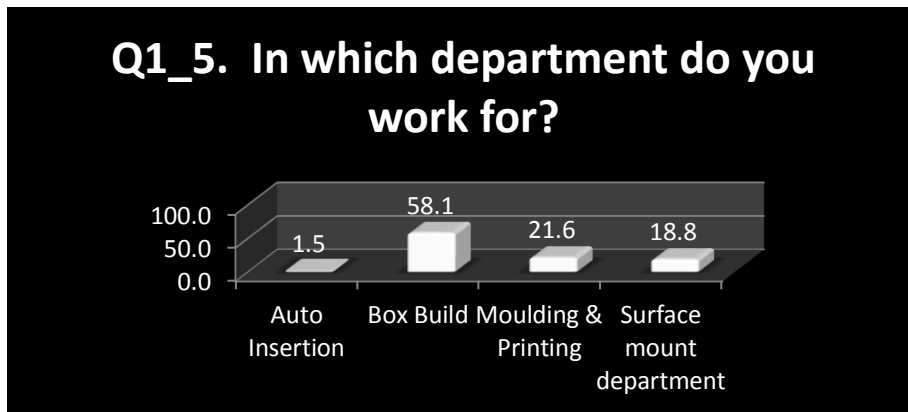 Q1_5.  In which department do you
work for?
100.0
50.0
0.0
1.5
58.1
21.6
18.8
Auto
Insertion
Box Build
Moulding &
Printing
Surface
mount
department